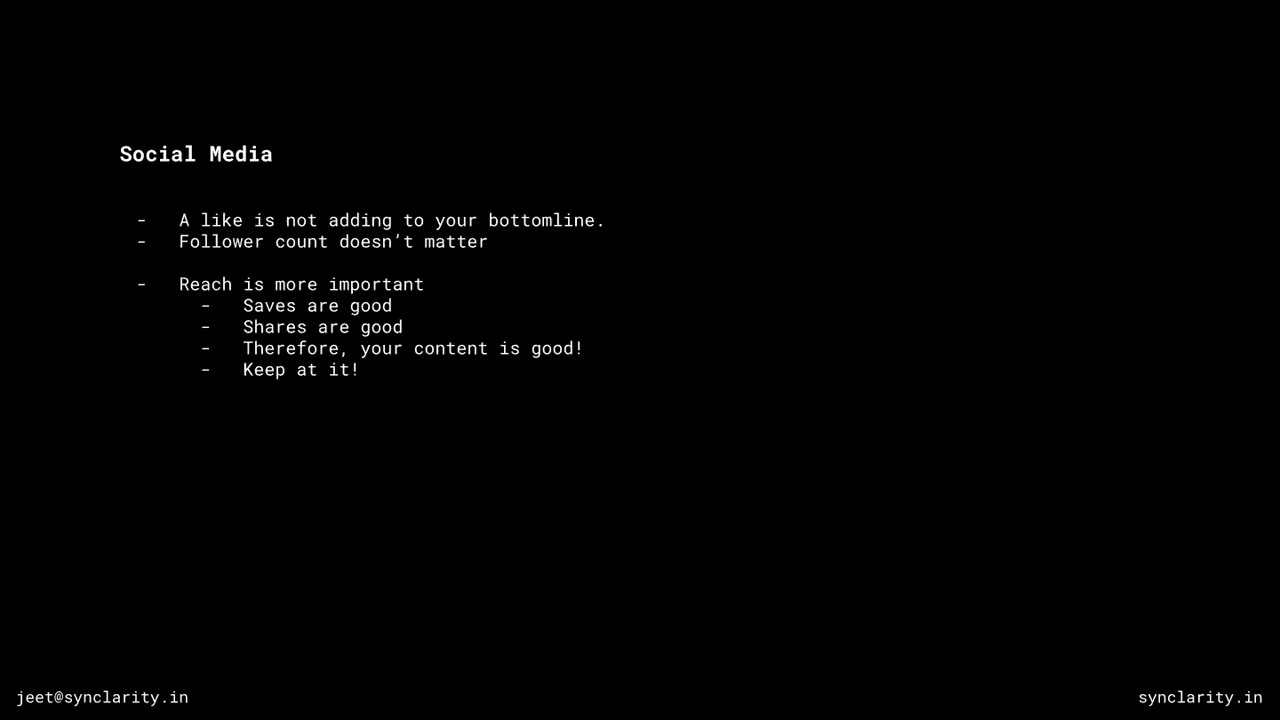 Social Media
- A like is not adding to your bottomline.
- Follower count doesn’t matter
- Reach is more important
- Saves are good
- Shares are good
- Therefore, your content is good!
- Keep at it!
jeet@synclarity.in
synclarity.in